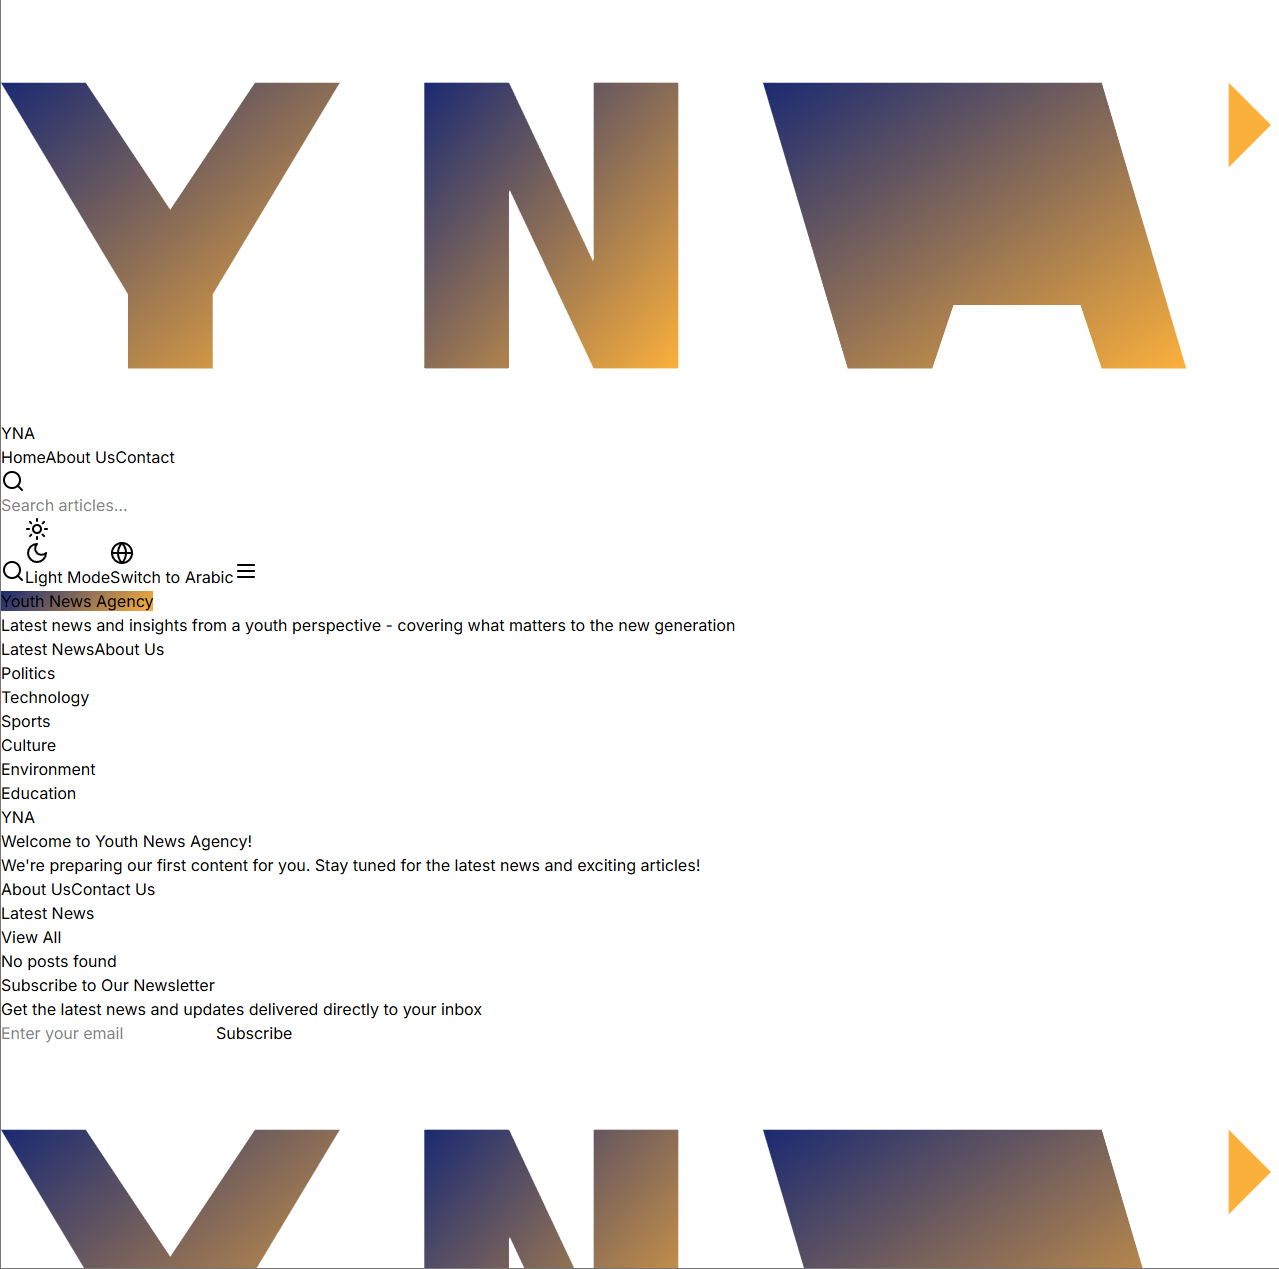 YNA
YNA
HomeAbout UsContact
Search articles...
Light ModeSwitch to Arabic
Youth News Agency
Latest news and insights from a youth perspective - covering what matters to the new generation
Latest NewsAbout Us
Politics
Technology
Sports
Culture
Environment
Education
YNA
Welcome to Youth News Agency!
We're preparing our first content for you. Stay tuned for the latest news and exciting articles!
About UsContact Us
Latest News
View All
No posts found
Subscribe to Our Newsletter
Get the latest news and updates delivered directly to your inbox
Enter your email Subscribe
YNA